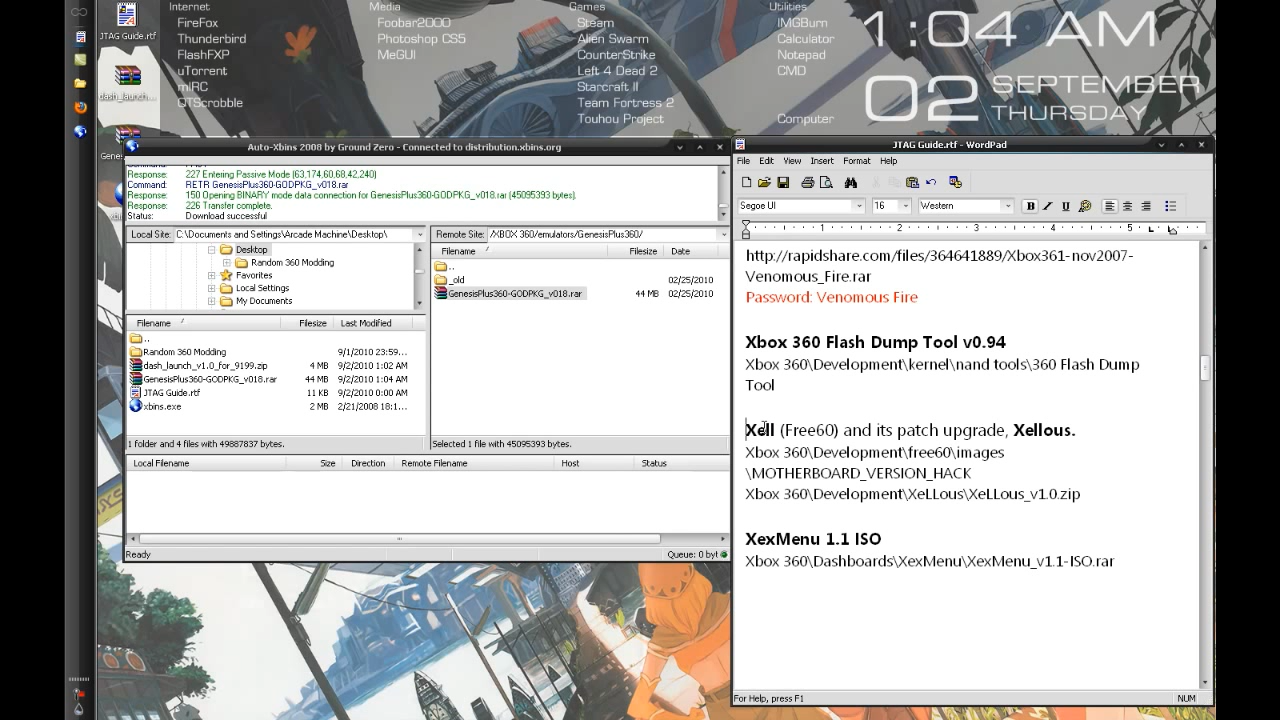 JTAG Guide.rtf
dash_launch...
Internet
FireFox
Thunderbird
FlashFXP
uTorrent
mIRC
QTScrobble
Media
Foobar2000
Photoshop CS5
MeGUI
Games
Steam
Alien Swarm
CounterStrike
Left 4 Dead 2
Starcraft II
Team Fortress 2
Touhou Project
Utilities
IMGBurn
Calculator
Notepad
CMD
Computer
1:04 AM
02 SEPTEMBER
THURSDAY
Auto-Xbins 2008 by Ground Zero - Connected to distribution.xbins.org
Response: 227 Entering Passive Mode (63,174,60,68,42,240)
Command: RETR GenesisPlus360-GODPKG_v018.rar
Response: 150 Opening BINARY mode data connection for GenesisPlus360-GODPKG_v018.rar (45095393 bytes).
Response: 226 Transfer complete.
Status: Download successful
Local Site: C:\Documents and Settings\Arcade Machine\Desktop\
Desktop
Random 360 Modding
Favorites
Local Settings
My Documents
Filename Filesize Last Modified
..
Random 360 Modding 9/1/2010 23:59...
dash_launch_v1.0_for_9199.zip 4 MB 9/2/2010 1:02 AM
GenesisPlus360-GODPKG_v018.rar 44 MB 9/2/2010 1:04 AM
JTAG Guide.rtf 11 KB 9/2/2010 0:00 AM
xbins.exe 2 MB 2/21/2008 18:1...
1 folder and 4 files with 49887837 bytes.
Remote Site: /XBOX 360/emulators/GenesisPlus360/
Filename Filesize Date
..
_old 02/25/2010
GenesisPlus360-GODPKG_v018.rar 44 MB 02/25/2010
Selected 1 file with 45095393 bytes.
Local Filename Size Direction Remote Filename Host Status
Ready Queue: 0 byt
JTAG Guide.rtf - WordPad
File Edit View Insert Format Help
Segoe UI 16 Western B I U
1 2 3 4 5
http://rapidshare.com/files/364641889/Xbox361-nov2007-
Venomous_Fire.rar
Password: Venomous Fire
Xbox 360 Flash Dump Tool v0.94
Xbox 360\Development\kernel\nand tools\360 Flash Dump
Tool
Xell (Free60) and its patch upgrade, Xellous.
Xbox 360\Development\free60\images
\MOTHERBOARD_VERSION_HACK
Xbox 360\Development\XeLLous\XeLLous_v1.0.zip
XexMenu 1.1 ISO
Xbox 360\Dashboards\XexMenu\XexMenu_v1.1-ISO.rar
For Help, press F1 NUM